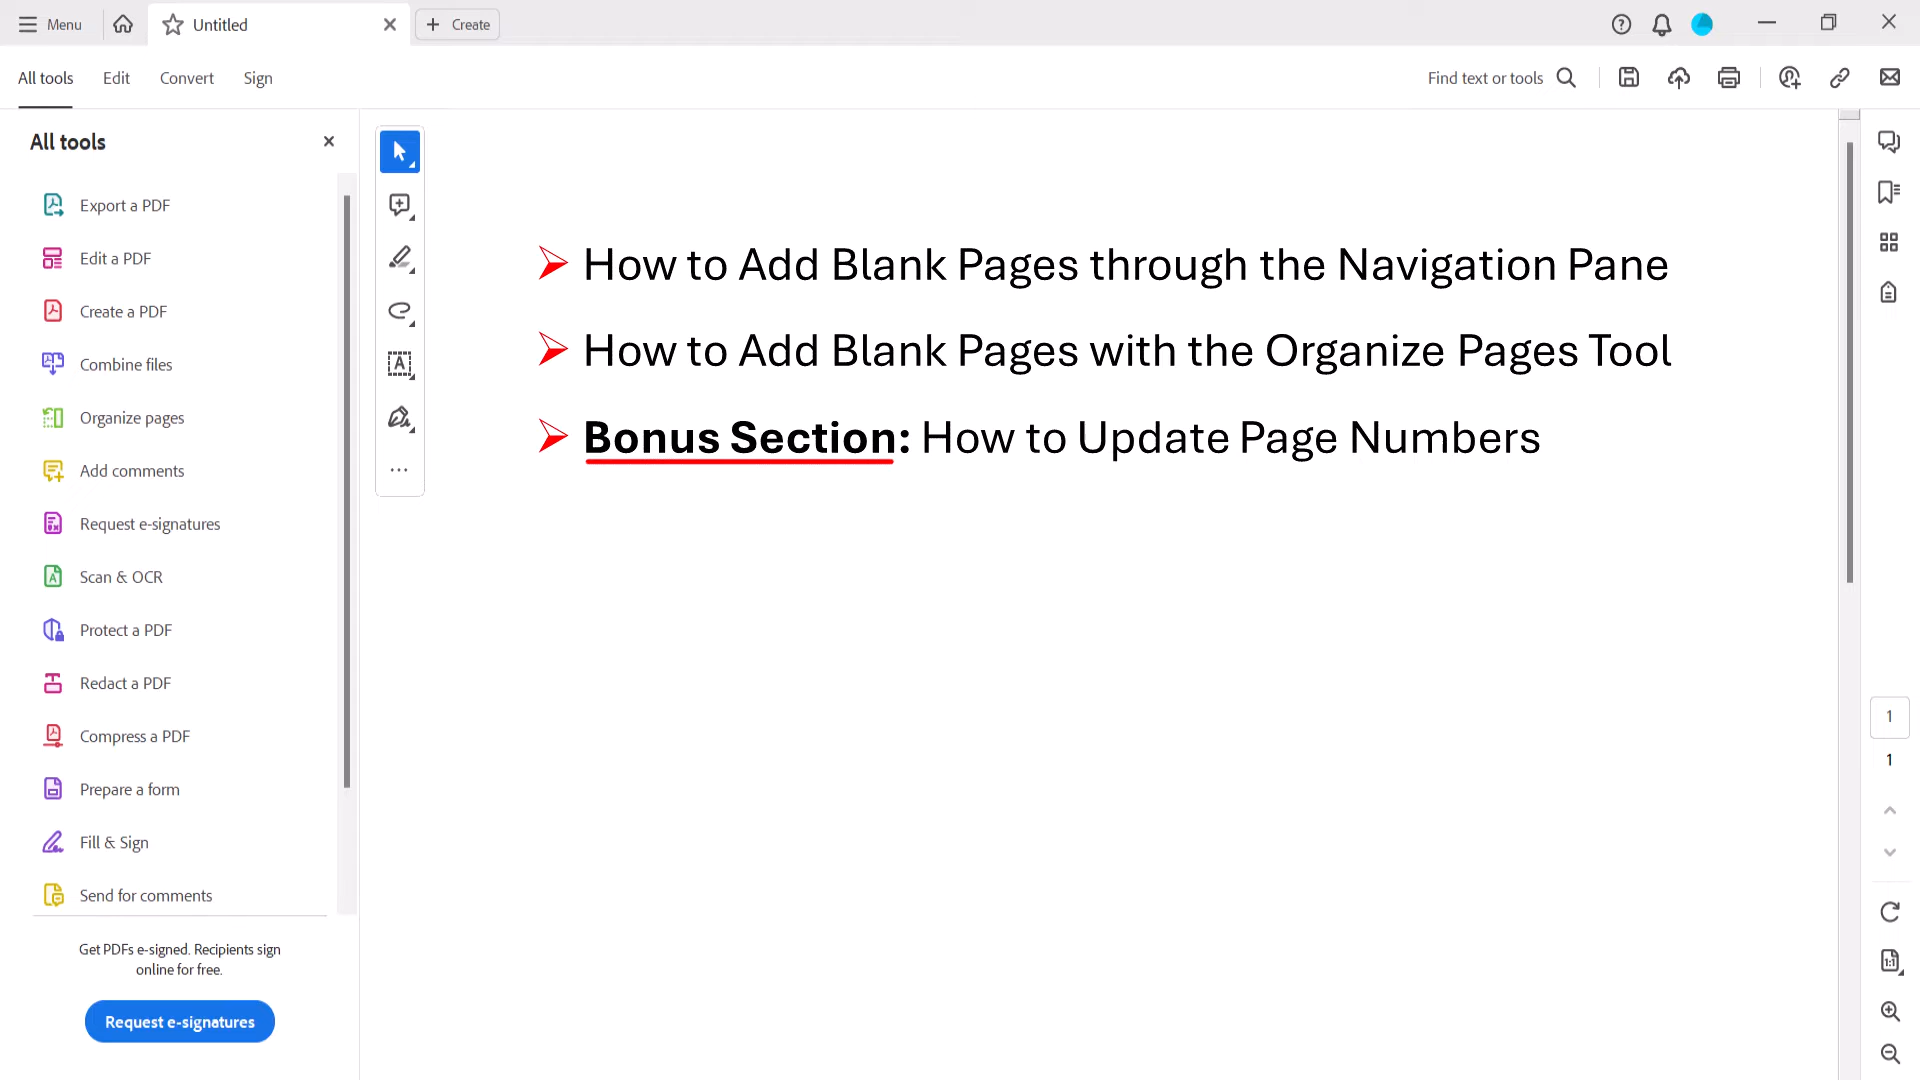 Menu
Untitled
Create
All tools
Edit
Convert
Sign
Find text or tools
All tools
Export a PDF
Edit a PDF
Create a PDF
Combine files
Organize pages
Add comments
Request e-signatures
Scan & OCR
Protect a PDF
Redact a PDF
Compress a PDF
Prepare a form
Fill & Sign
Send for comments
Get PDFs e-signed. Recipients sign
online for free.
Request e-signatures
How to Add Blank Pages through the Navigation Pane
How to Add Blank Pages with the Organize Pages Tool
Bonus Section: How to Update Page Numbers
1
1